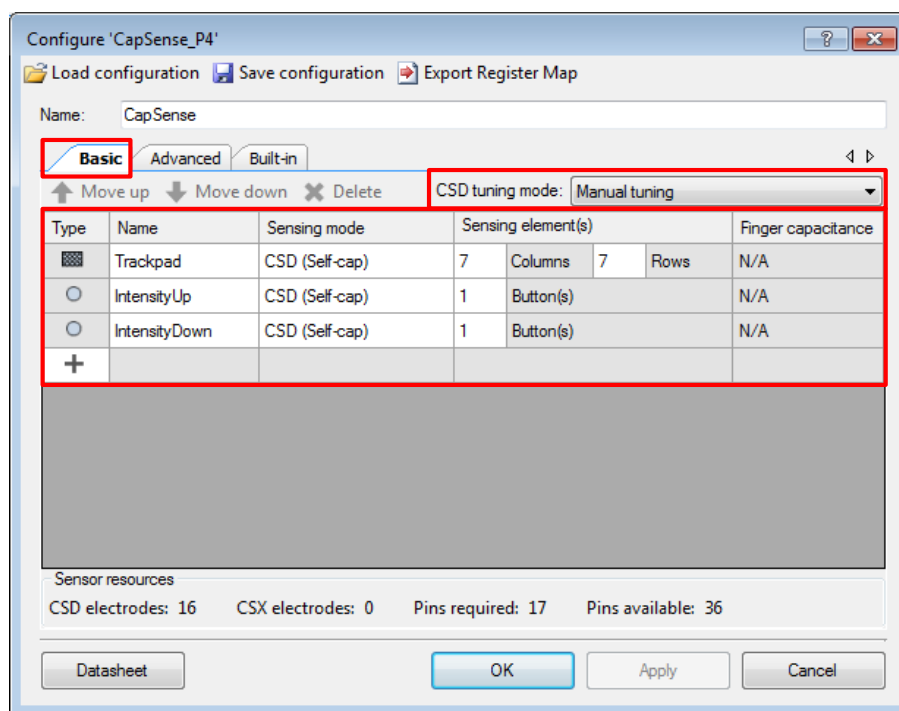 Configure 'CapSense_P4'
Load configuration Save configuration Export Register Map
Name: CapSense
Basic Advanced Built-in
Move up Move down Delete CSD tuning mode: Manual tuning
Type Name Sensing mode Sensing element(s) Finger capacitance
Trackpad CSD (Self-cap) 7 Columns 7 Rows N/A
IntensityUp CSD (Self-cap) 1 Button(s) N/A
IntensityDown CSD (Self-cap) 1 Button(s) N/A
Sensor resources
CSD electrodes: 16 CSX electrodes: 0 Pins required: 17 Pins available: 36
Datasheet OK Apply Cancel